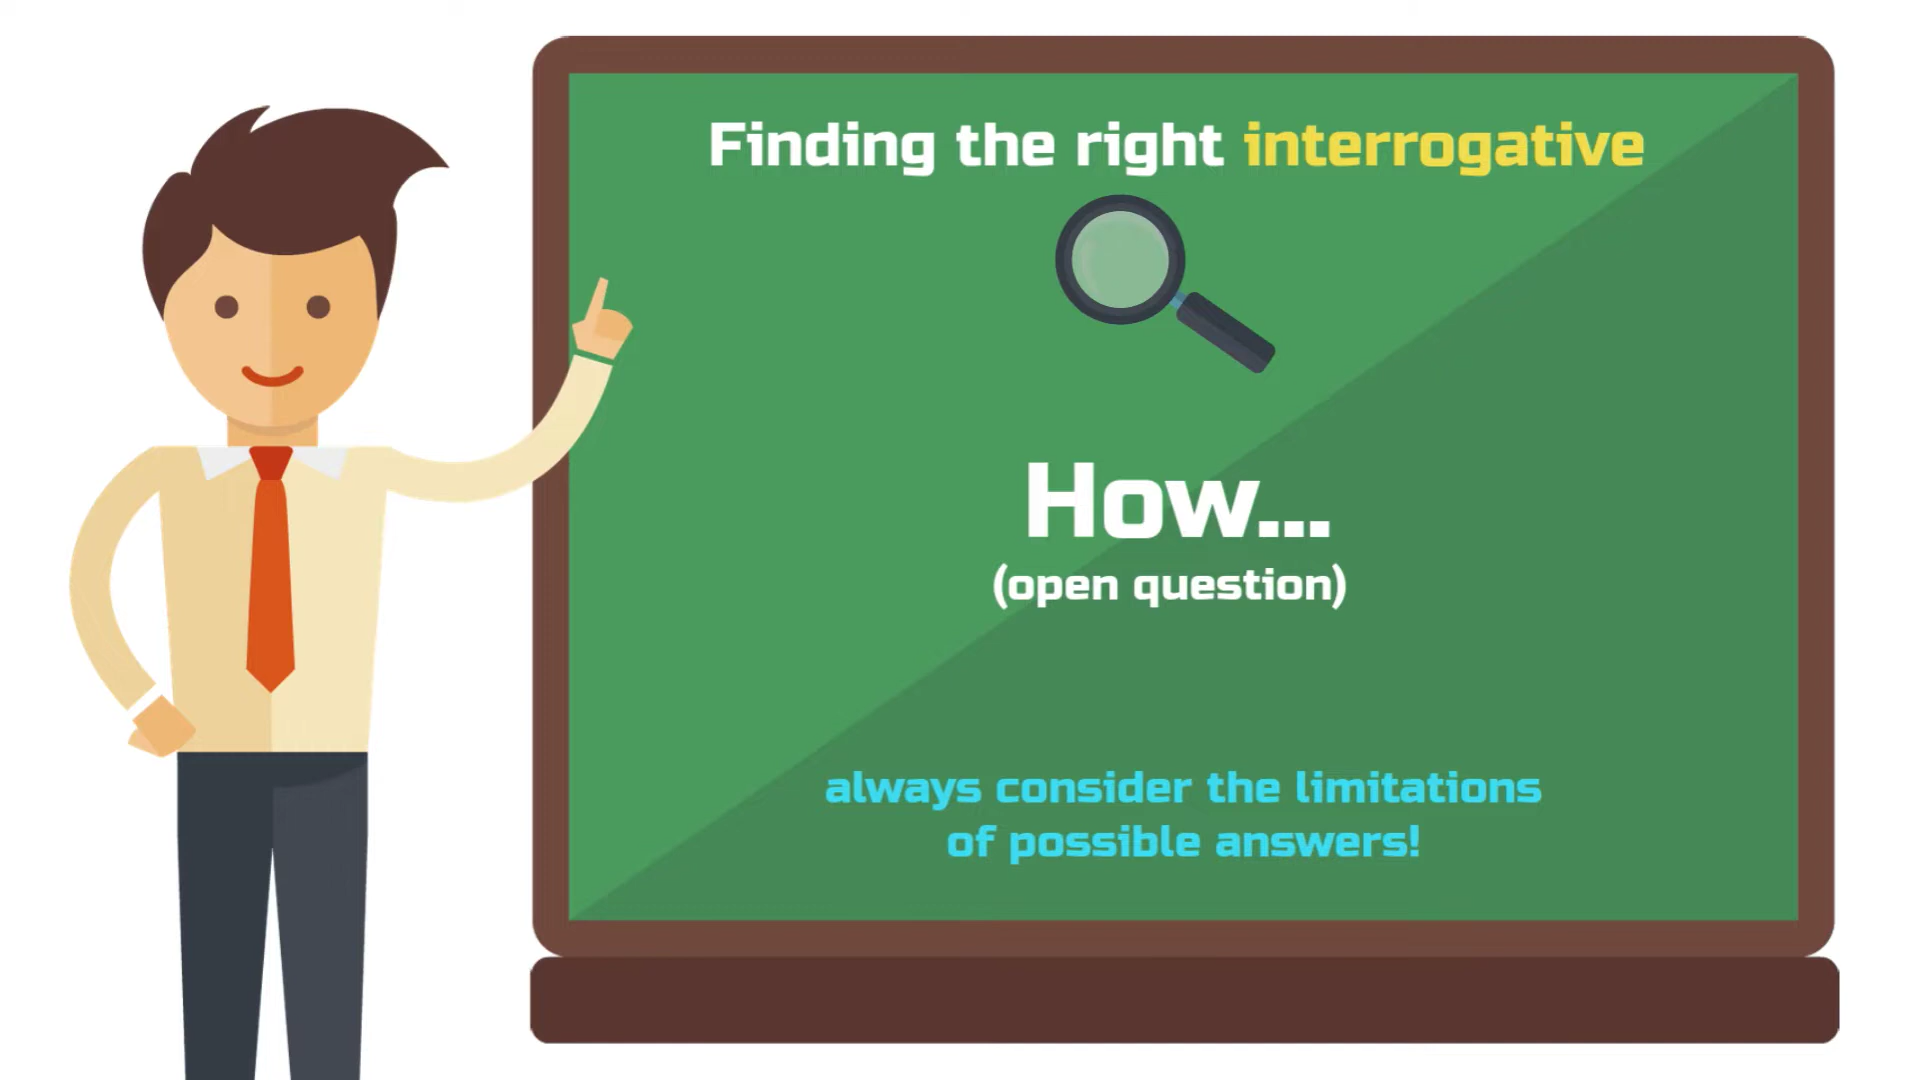 Finding the right interrogative
How...
(open question)
always consider the limitations
of possible answers!